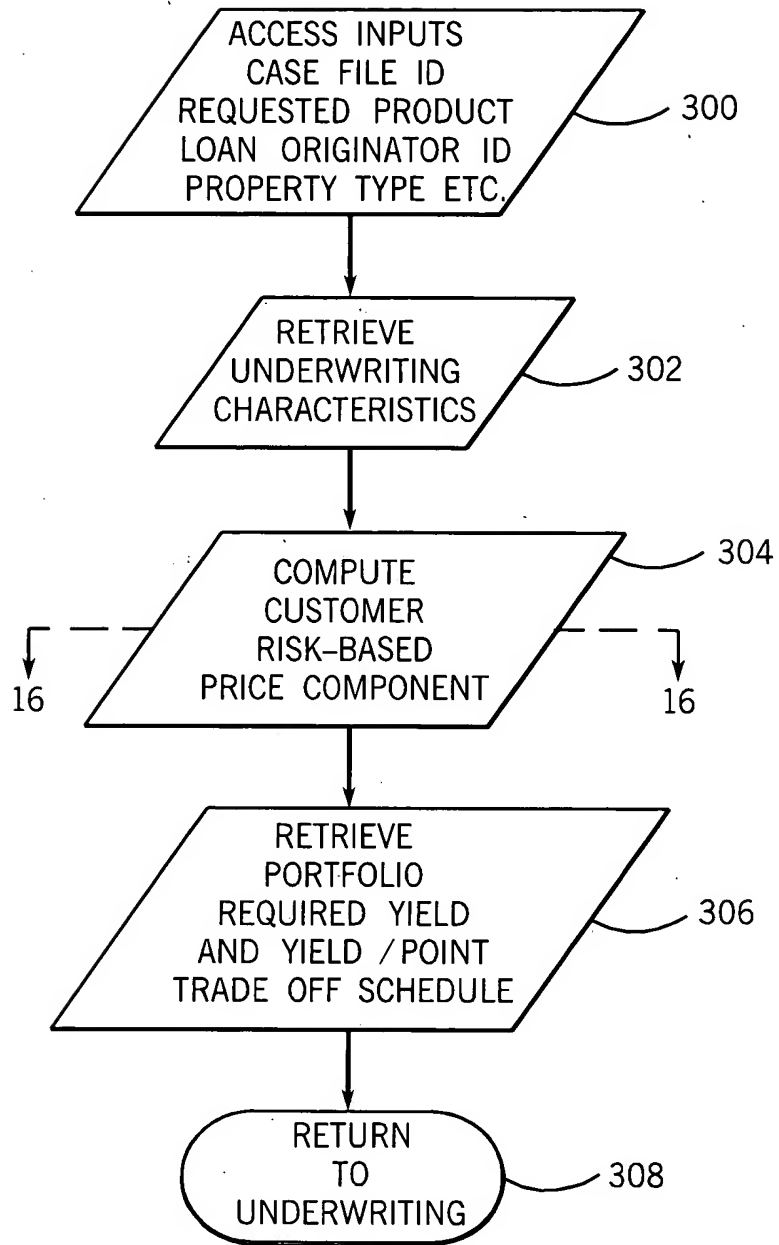 ACCESS INPUTS
CASE FILE ID
REQUESTED PRODUCT
LOAN ORIGINATOR ID
PROPERTY TYPE ETC.
300
RETRIEVE
UNDERWRITING
CHARACTERISTICS
302
COMPUTE
CUSTOMER
RISK-BASED
PRICE COMPONENT
304
16
16
RETRIEVE
PORTFOLIO
REQUIRED YIELD
AND YIELD / POINT
TRADE OFF SCHEDULE
306
RETURN
TO
UNDERWRITING
308